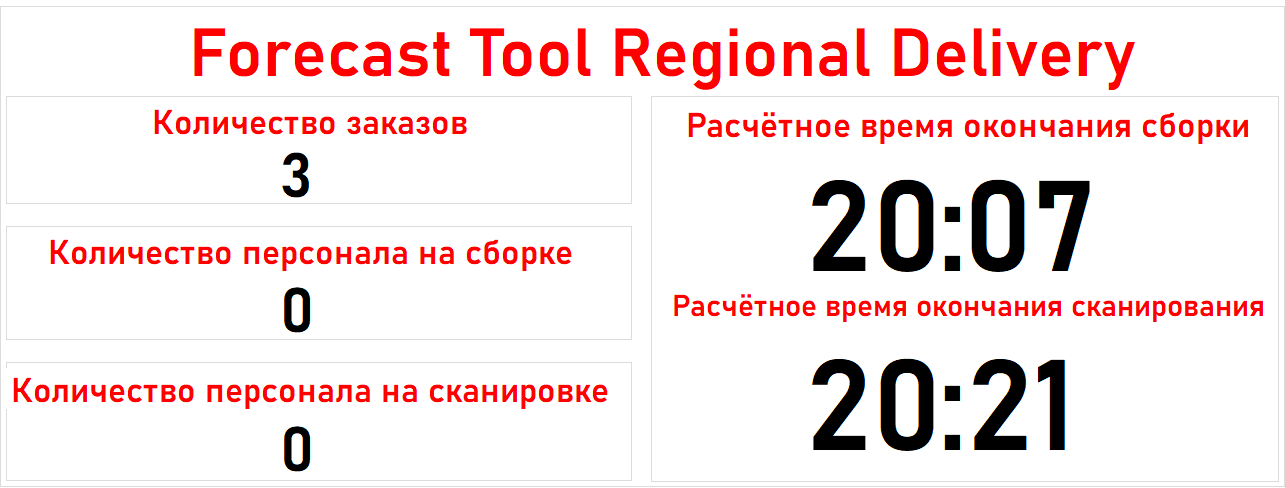 Forecast Tool Regional Delivery
Количество заказов
3
Количество персонала на сборке
0
Количество персонала на сканировке
0
Расчётное время окончания сборки
20:07
Расчётное время окончания сканирования
20:21